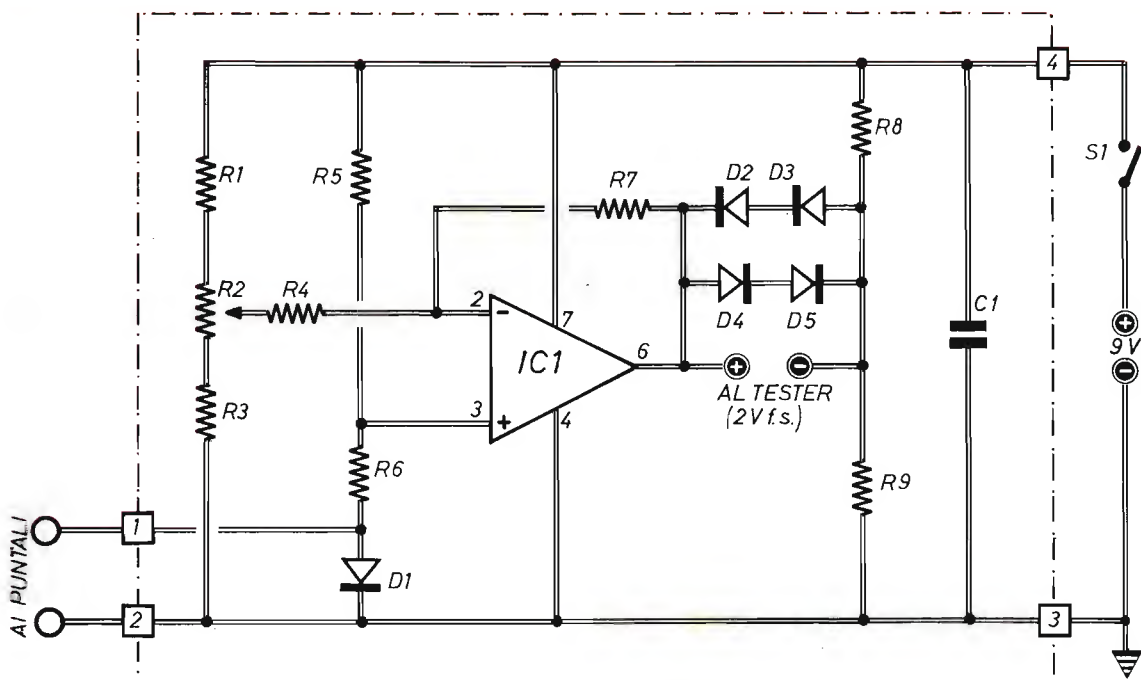 4
R8
S1
R1
R5
R7
D2
D3
R2
R4
D4
D5
C1
2
-
7
IC1
6
+
-
+
9V
-
AL TESTER
(2V f.s.)
R3
3
+
4
R6
R9
AI PUNTALI
1
D1
2
3